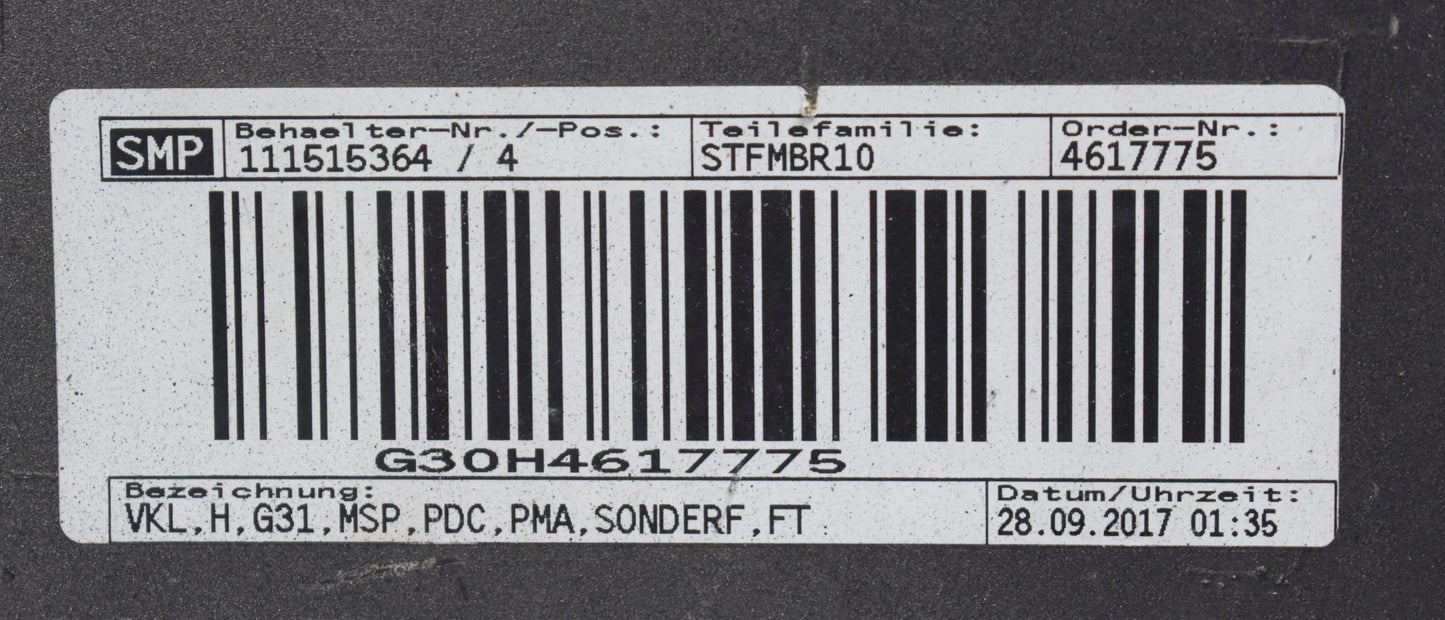 SMP Behaelter-Nr./-Pos.: Teilefamilie: Order-Nr.:
111515364 / 4 STFMBR10 4617775
G30H4617775
Bezeichnung: Datum/Uhrzeit:
VKL,H,G31,MSP,PDC,PMA,SONDERF,FT 28.09.2017 01:35